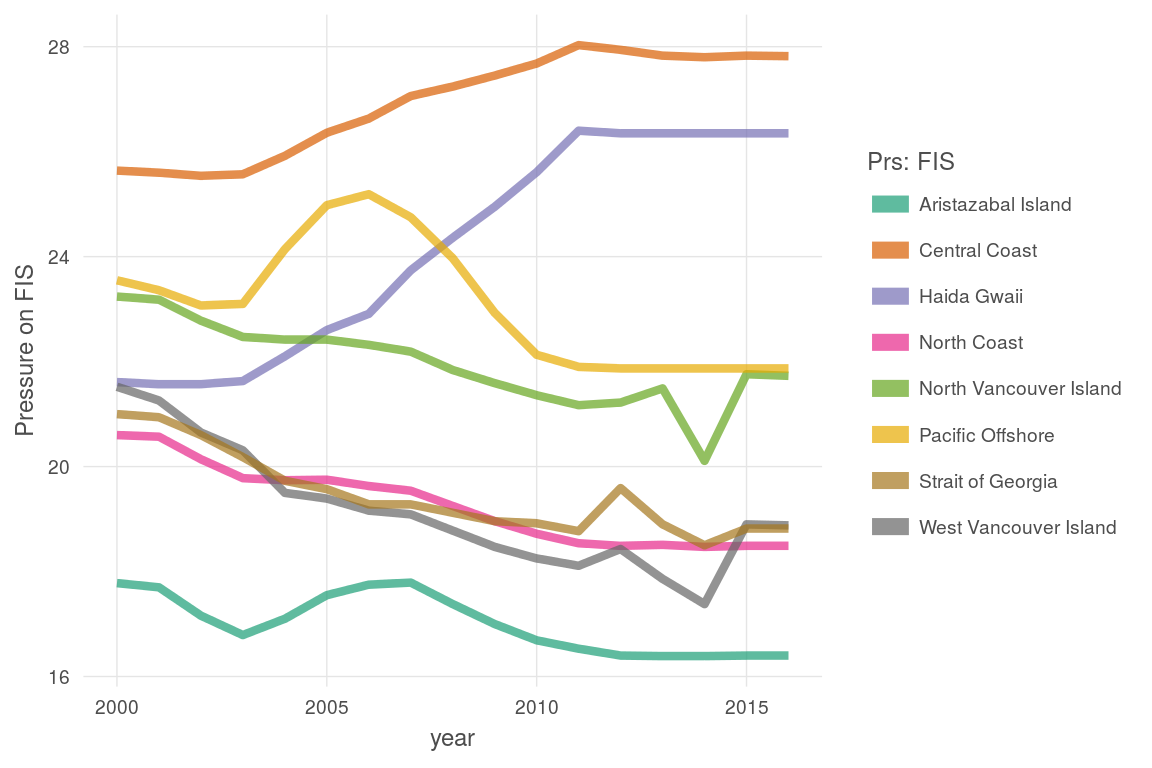 28
24
20
16
Pressure on FIS
2000
2005
2010
2015
year
Prs: FIS
Aristazabal Island
Central Coast
Haida Gwaii
North Coast
North Vancouver Island
Pacific Offshore
Strait of Georgia
West Vancouver Island